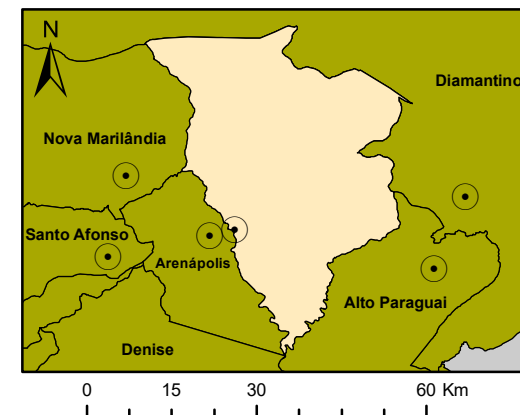 N
Diamantino
Nova Marilândia
Santo Afonso
Arenápolis
Alto Paraguai
Denise
0 15 30 60 Km